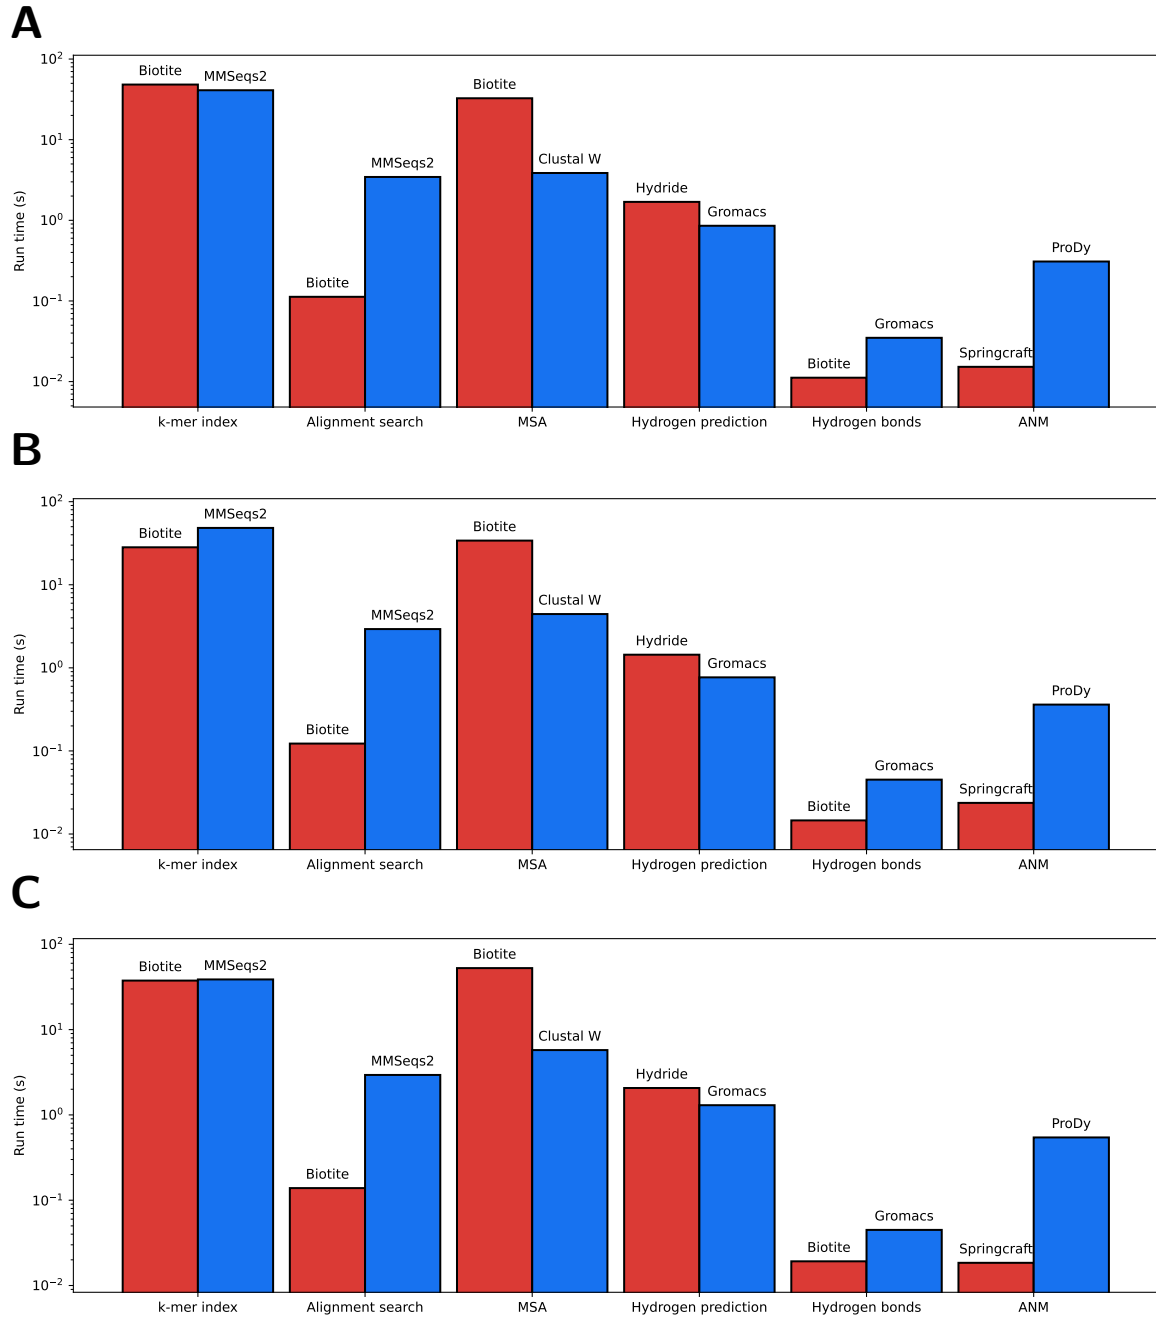 A
10²
Biotite MMSeqs2 Biotite
10¹
MMSeqs2 Clustal W
Hydride
10⁰
Gromacs
ProDy
Biotite
10⁻¹
Gromacs
Springcraft
Biotite
10⁻²
Run time (s)
k-mer index Alignment search MSA Hydrogen prediction Hydrogen bonds ANM
B
10²
MMSeqs2
Biotite Biotite
10¹
MMSeqs2 Clustal W
Hydride
10⁰
Gromacs
ProDy
Biotite
10⁻¹
Gromacs
Springcraft
Biotite
10⁻²
Run time (s)
k-mer index Alignment search MSA Hydrogen prediction Hydrogen bonds ANM
C
10²
Biotite MMSeqs2 Biotite
10¹
Clustal W
MMSeqs2
Hydride
10⁰
Gromacs
ProDy
Biotite
10⁻¹
Gromacs
Biotite Springcraft
10⁻²
Run time (s)
k-mer index Alignment search MSA Hydrogen prediction Hydrogen bonds ANM